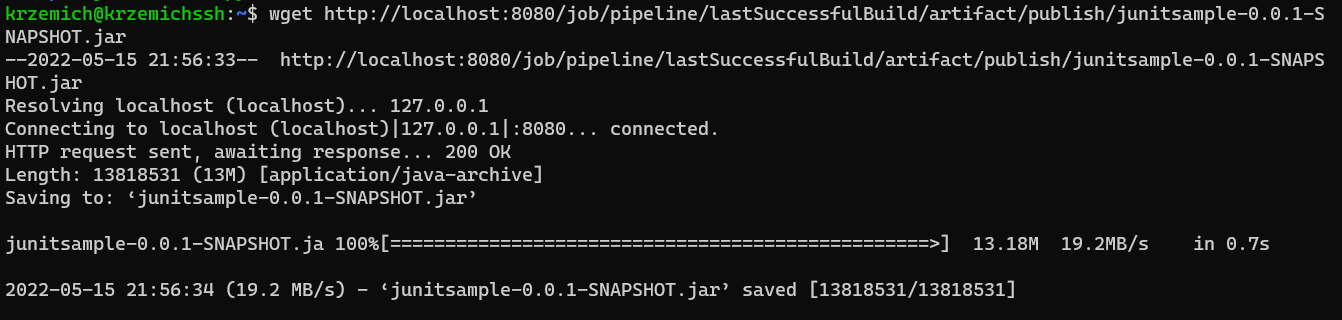 krzemich@krzemichssh:~$ wget http://localhost:8080/job/pipeline/lastSuccessfulBuild/artifact/publish/junitsample-0.0.1-S
NAPSHOT.jar
--2022-05-15 21:56:33--  http://localhost:8080/job/pipeline/lastSuccessfulBuild/artifact/publish/junitsample-0.0.1-SNAPS
HOT.jar
Resolving localhost (localhost)... 127.0.0.1
Connecting to localhost (localhost)|127.0.0.1|:8080... connected.
HTTP request sent, awaiting response... 200 OK
Length: 13818531 (13M) [application/java-archive]
Saving to: ‘junitsample-0.0.1-SNAPSHOT.jar’
junitsample-0.0.1-SNAPSHOT.ja 100%[=================================================>]  13.18M  19.2MB/s    in 0.7s
2022-05-15 21:56:34 (19.2 MB/s) - ‘junitsample-0.0.1-SNAPSHOT.jar’ saved [13818531/13818531]